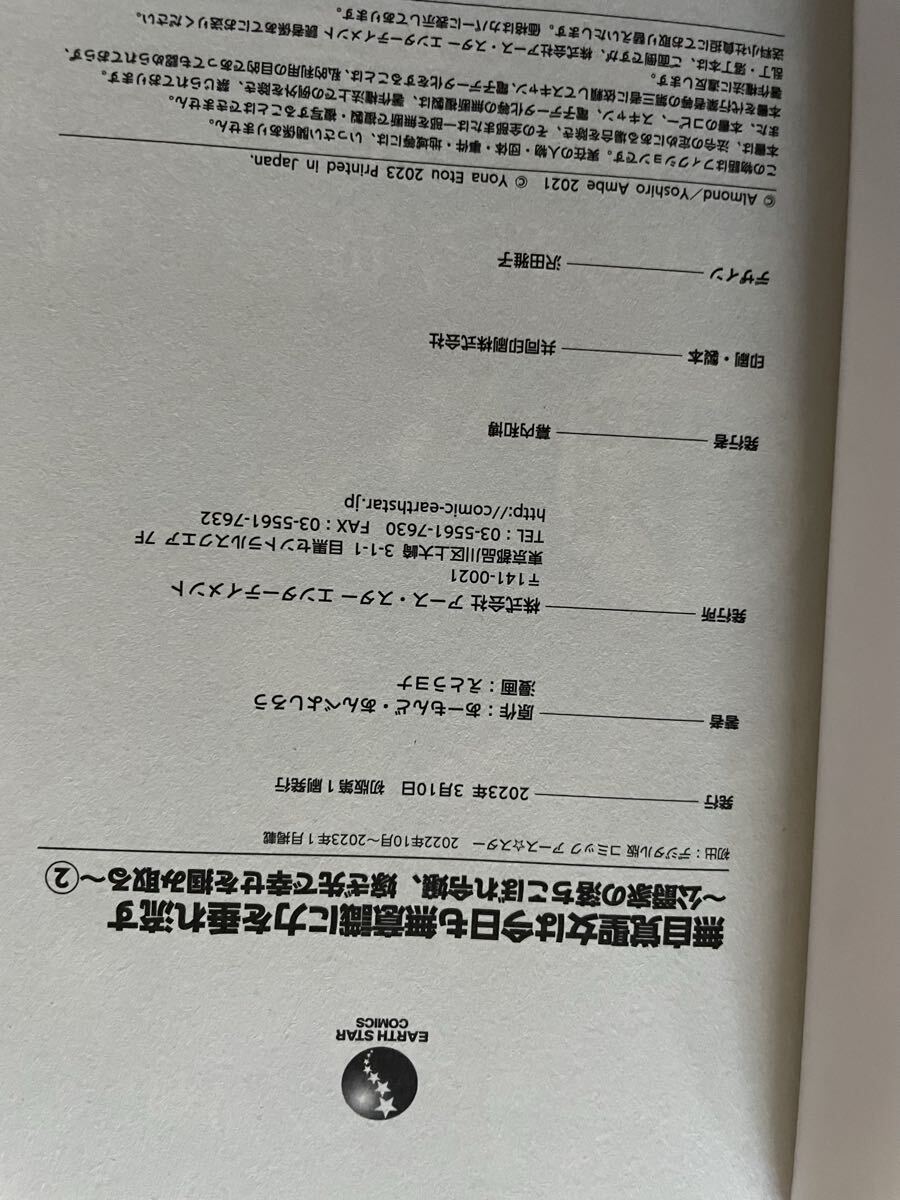 EARTH STAR
COMICS
無自覚聖女は今日も無意識に力を垂れ流す
～公爵家の落ちこぼれ令嬢、嫁ぎ先で幸せを掴み取る～②
初出：デジタル版 コミック アース☆スター 2022年10月～2023年1月掲載
発行 2023年 3月10日 初版第1刷発行
著者 原作：あーもんど・あんべよしろう
漫画：えとうヨナ
発行所 株式会社 アース・スター エンターテイメント
〒141-0021
東京都品川区上大崎 3-1-1 目黒セントラルスクエア 7F
TEL：03-5561-7630 FAX：03-5561-7632
http://comic-earthstar.jp
発行者 幕内和博
印刷・製本 共同印刷株式会社
デザイン 沢田雅子
© Almond/Yoshiro Ambe 2021 © Yona Etou 2023 Printed in Japan.
この物語はフィクションです。実在の人物・団体・事件・地域等には、いっさい関係ありません。
本書は、法令の定めにある場合を除き、その全部または一部を無断で複製・複写することはできません。
また、本書のコピー、スキャン、電子データ化等の無断複製は、著作権法上での例外を除き、禁じられております。
本書を代行業者等の第三者に依頼してスキャン、電子データ化をすることは、私的利用の目的であっても認められておらず、
著作権法に違反します。
乱丁・落丁本は、ご面倒ですが、株式会社アース・スター エンターテイメント 読者係あてにお送りください。
送料小社負担にてお取り替えいたします。価格はカバーに表示してあります。